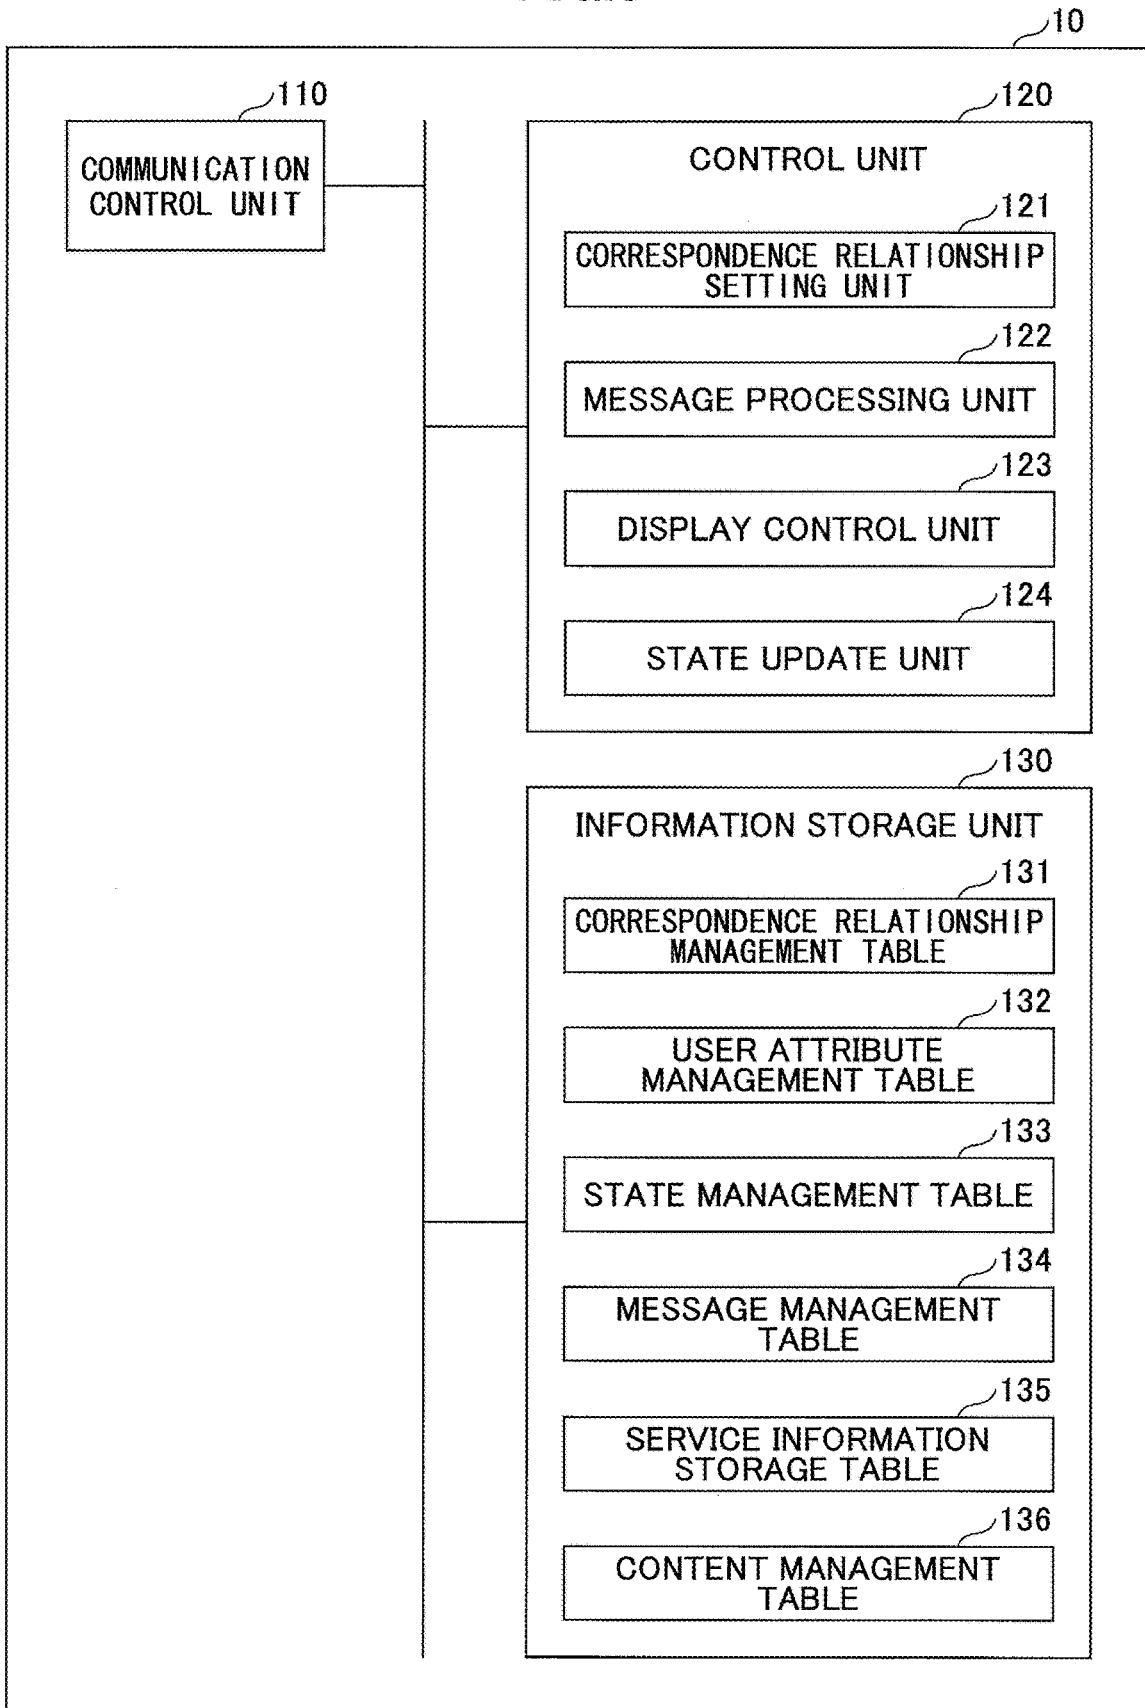 10
110
COMMUNICATION
CONTROL UNIT
120
CONTROL UNIT
121
CORRESPONDENCE RELATIONSHIP
SETTING UNIT
122
MESSAGE PROCESSING UNIT
123
DISPLAY CONTROL UNIT
124
STATE UPDATE UNIT
130
INFORMATION STORAGE UNIT
131
CORRESPONDENCE RELATIONSHIP
MANAGEMENT TABLE
132
USER ATTRIBUTE
MANAGEMENT TABLE
133
STATE MANAGEMENT TABLE
134
MESSAGE MANAGEMENT
TABLE
135
SERVICE INFORMATION
STORAGE TABLE
136
CONTENT MANAGEMENT
TABLE